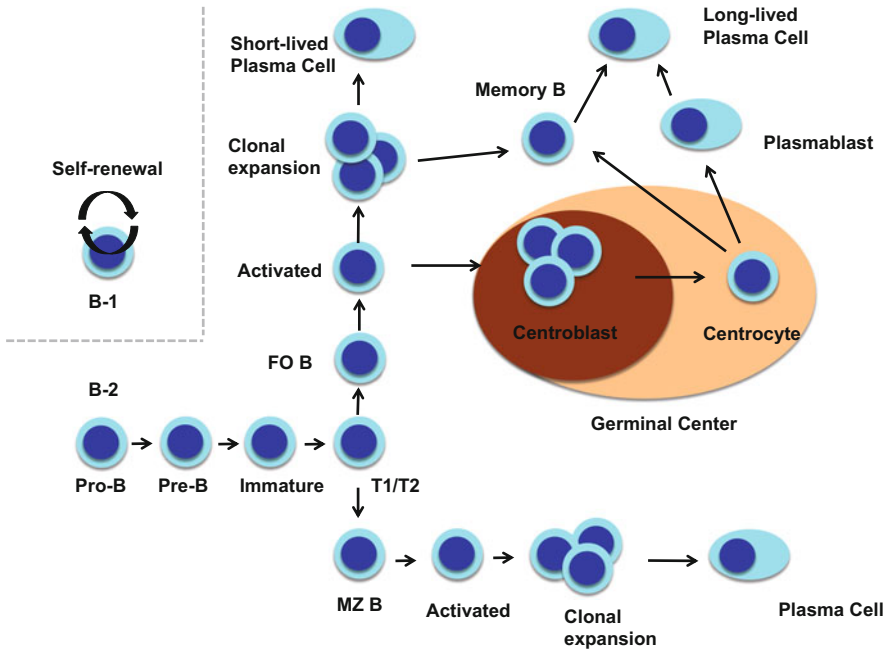 Short-lived
Plasma Cell
Long-lived
Plasma Cell
Memory B
Clonal
expansion
Plasmablast
Self-renewal
Activated
B-1
Centroblast
Centrocyte
FO B
B-2
Germinal Center
Pro-B
Pre-B
Immature
T1/T2
MZ B
Activated
Clonal
expansion
Plasma Cell